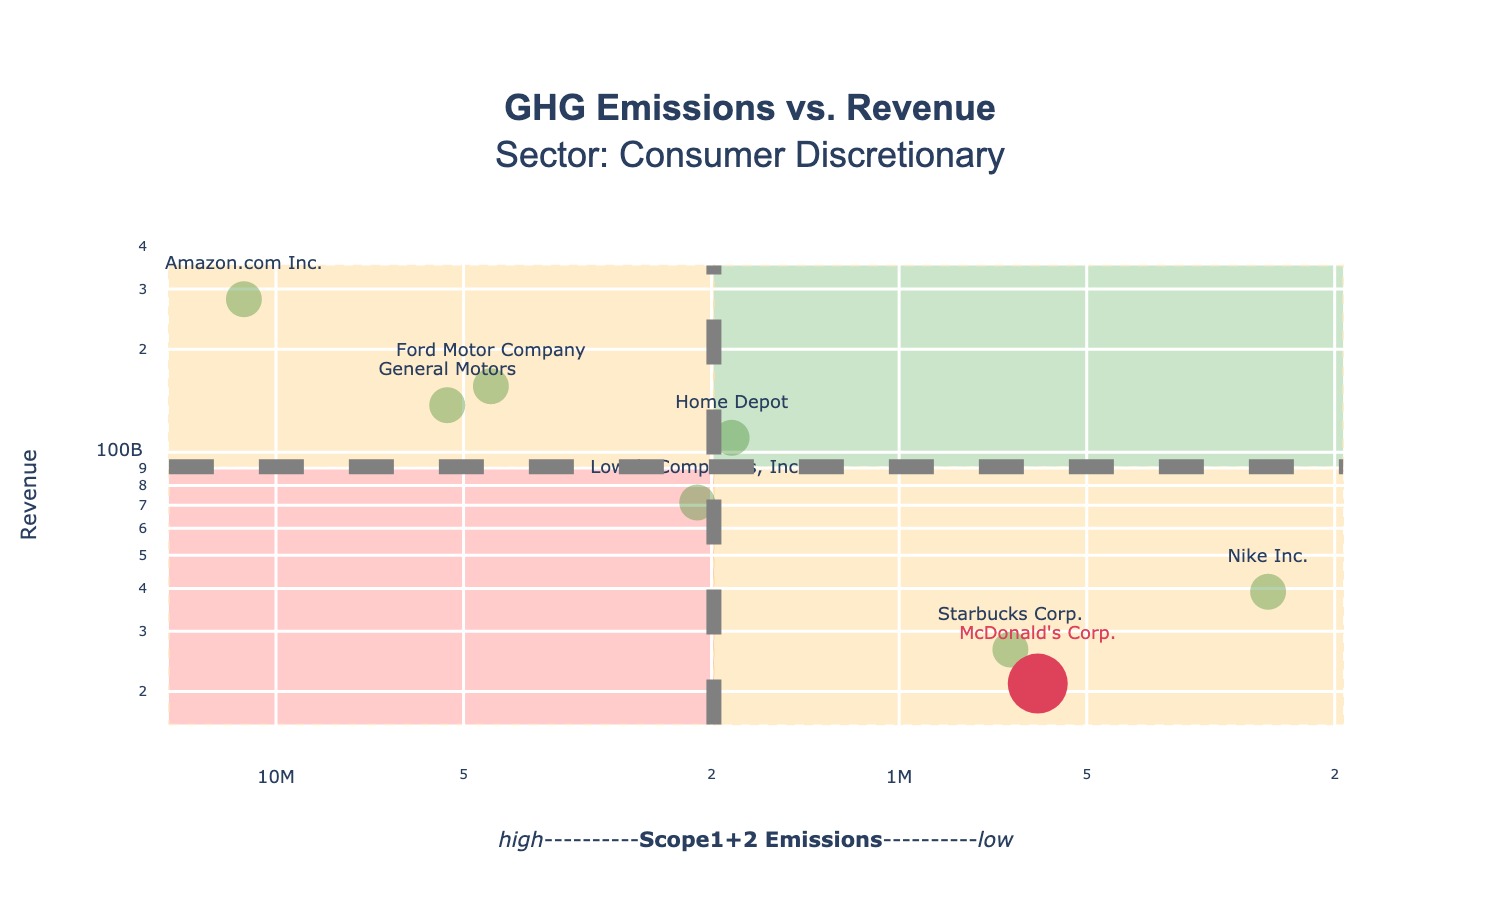 GHG Emissions vs. Revenue
Sector: Consumer Discretionary
4
Amazon.com Inc.
3
2
Ford Motor Company
General Motors
Home Depot
100B
9
Inc
8
7
6
5
Nike Inc.
4
Starbucks Corp.
3
McDonald's Corp.
2
Revenue
10M
5
2
1M
5
2
high----------Scope1+2 Emissions----------low